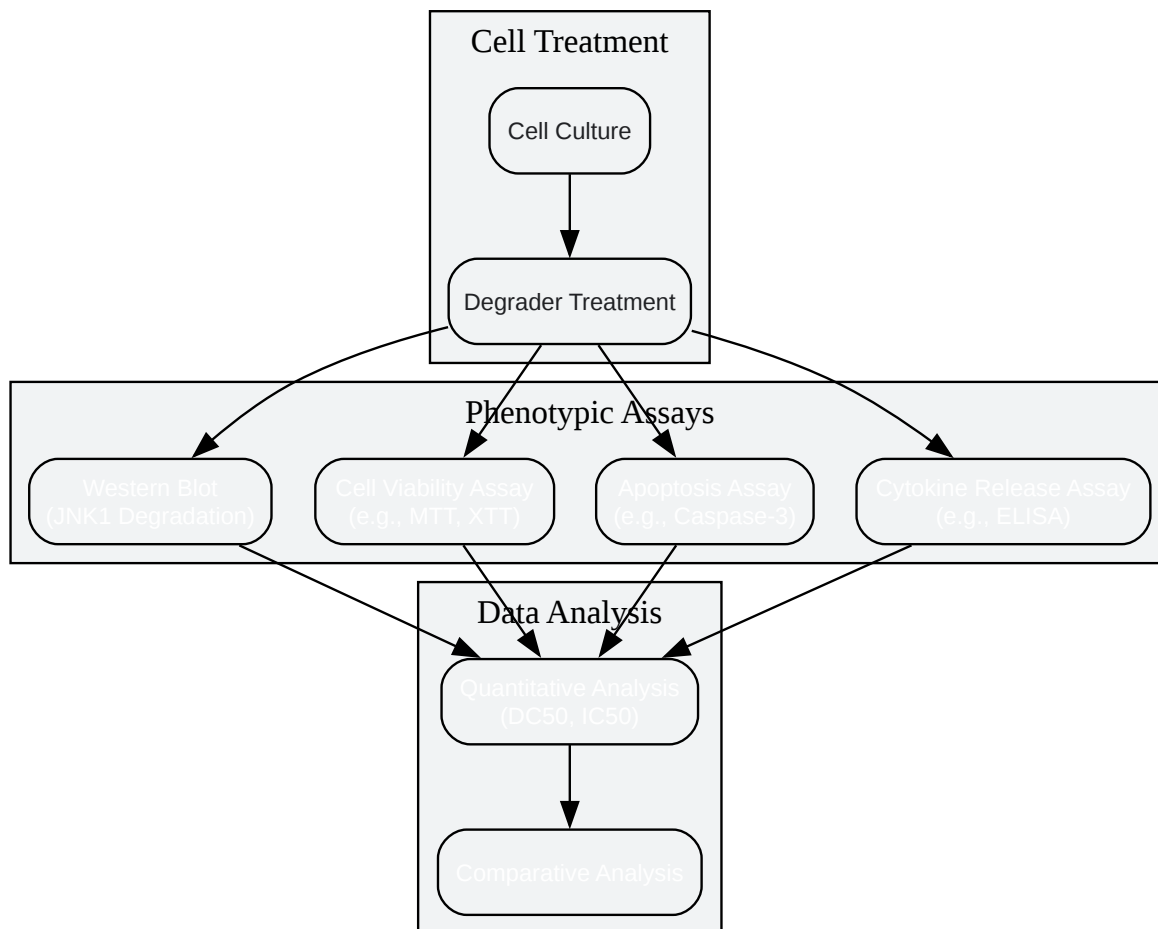 Cell Treatment
Cell Culture
Degrader Treatment
Phenotypic Assays
Western Blot
(JNK1 Degradation)
Cell Viability Assay
(e.g., MTT, XTT)
Apoptosis Assay
(e.g., Caspase-3)
Cytokine Release Assay
(e.g., ELISA)
Data Analysis
Quantitative Analysis
(DC50, IC50)
Comparative Analysis